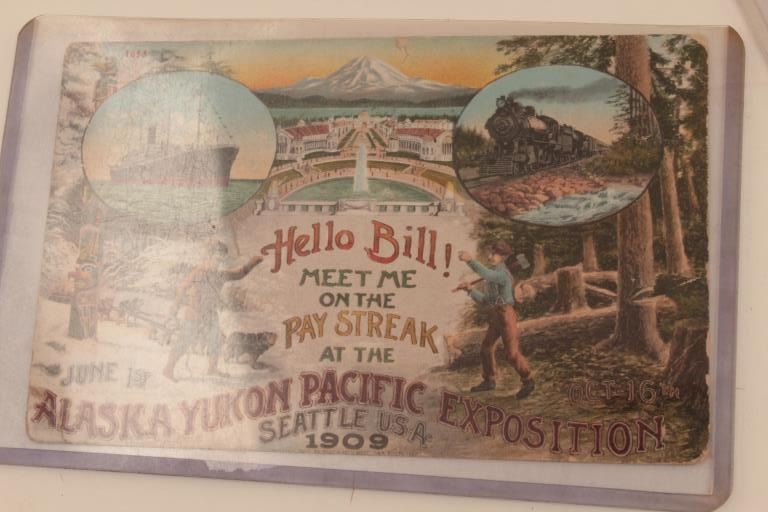 Hello Bill!
MEET ME
ON THE
PAY STREAK
AT THE
JUNE 1ST
OCT-16TH
ALASKA YUKON PACIFIC EXPOSITION
SEATTLE U.S.A.
1909